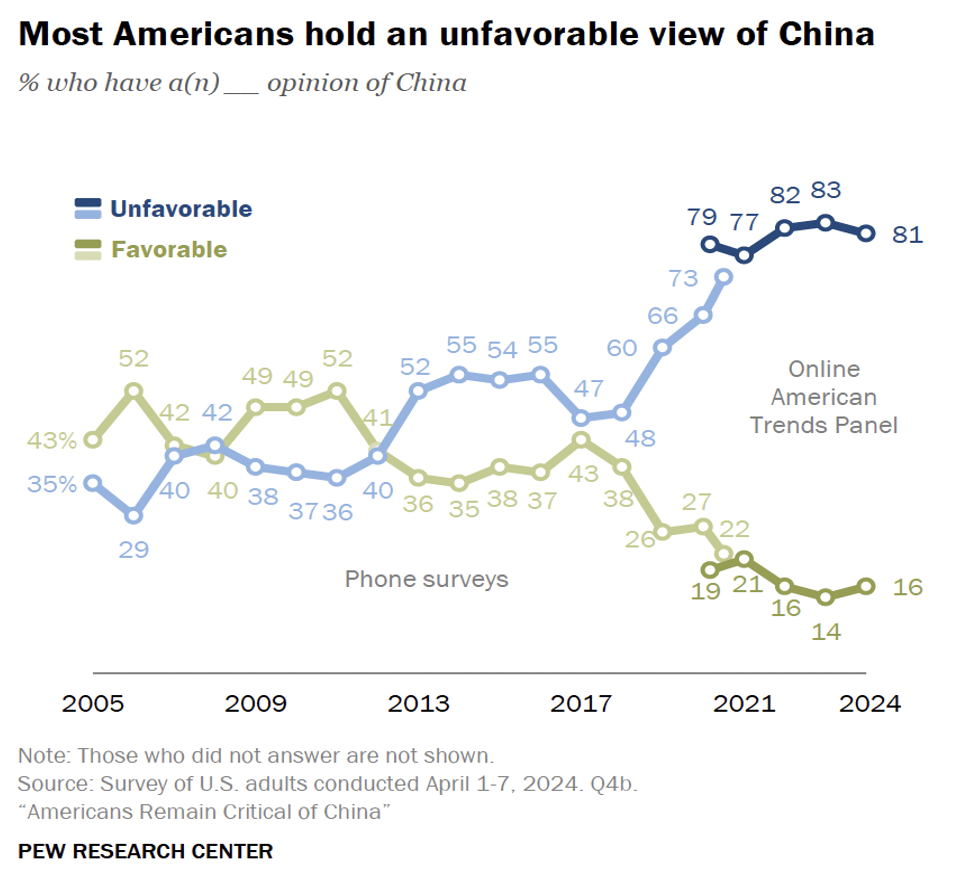 Most Americans hold an unfavorable view of China
% who have a(n) __ opinion of China
Unfavorable
Favorable
79 77 82 83 81
73
66
60
52 55 54 55 47 48
52 42 42 49 49 52 41
43% 40
35% 29 40 38 37 36 40
36 35 38 37 43 38 26 27 22
19 21 16 14 16
Online
American
Trends Panel
Phone surveys
2005 2009 2013 2017 2021 2024
Note: Those who did not answer are not shown.
Source: Survey of U.S. adults conducted April 1-7, 2024. Q4b.
“Americans Remain Critical of China”
PEW RESEARCH CENTER